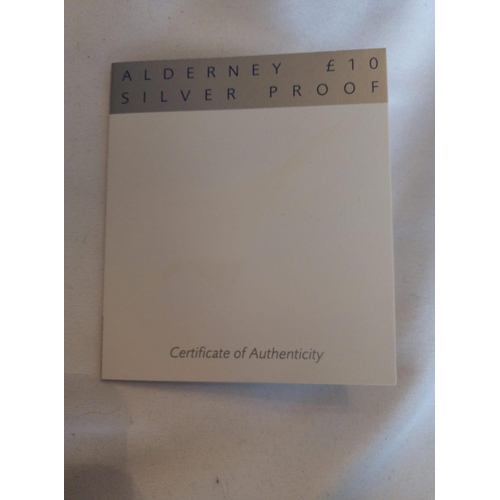 ALDERNEY £10
SILVER PROOF
Certificate of Authenticity